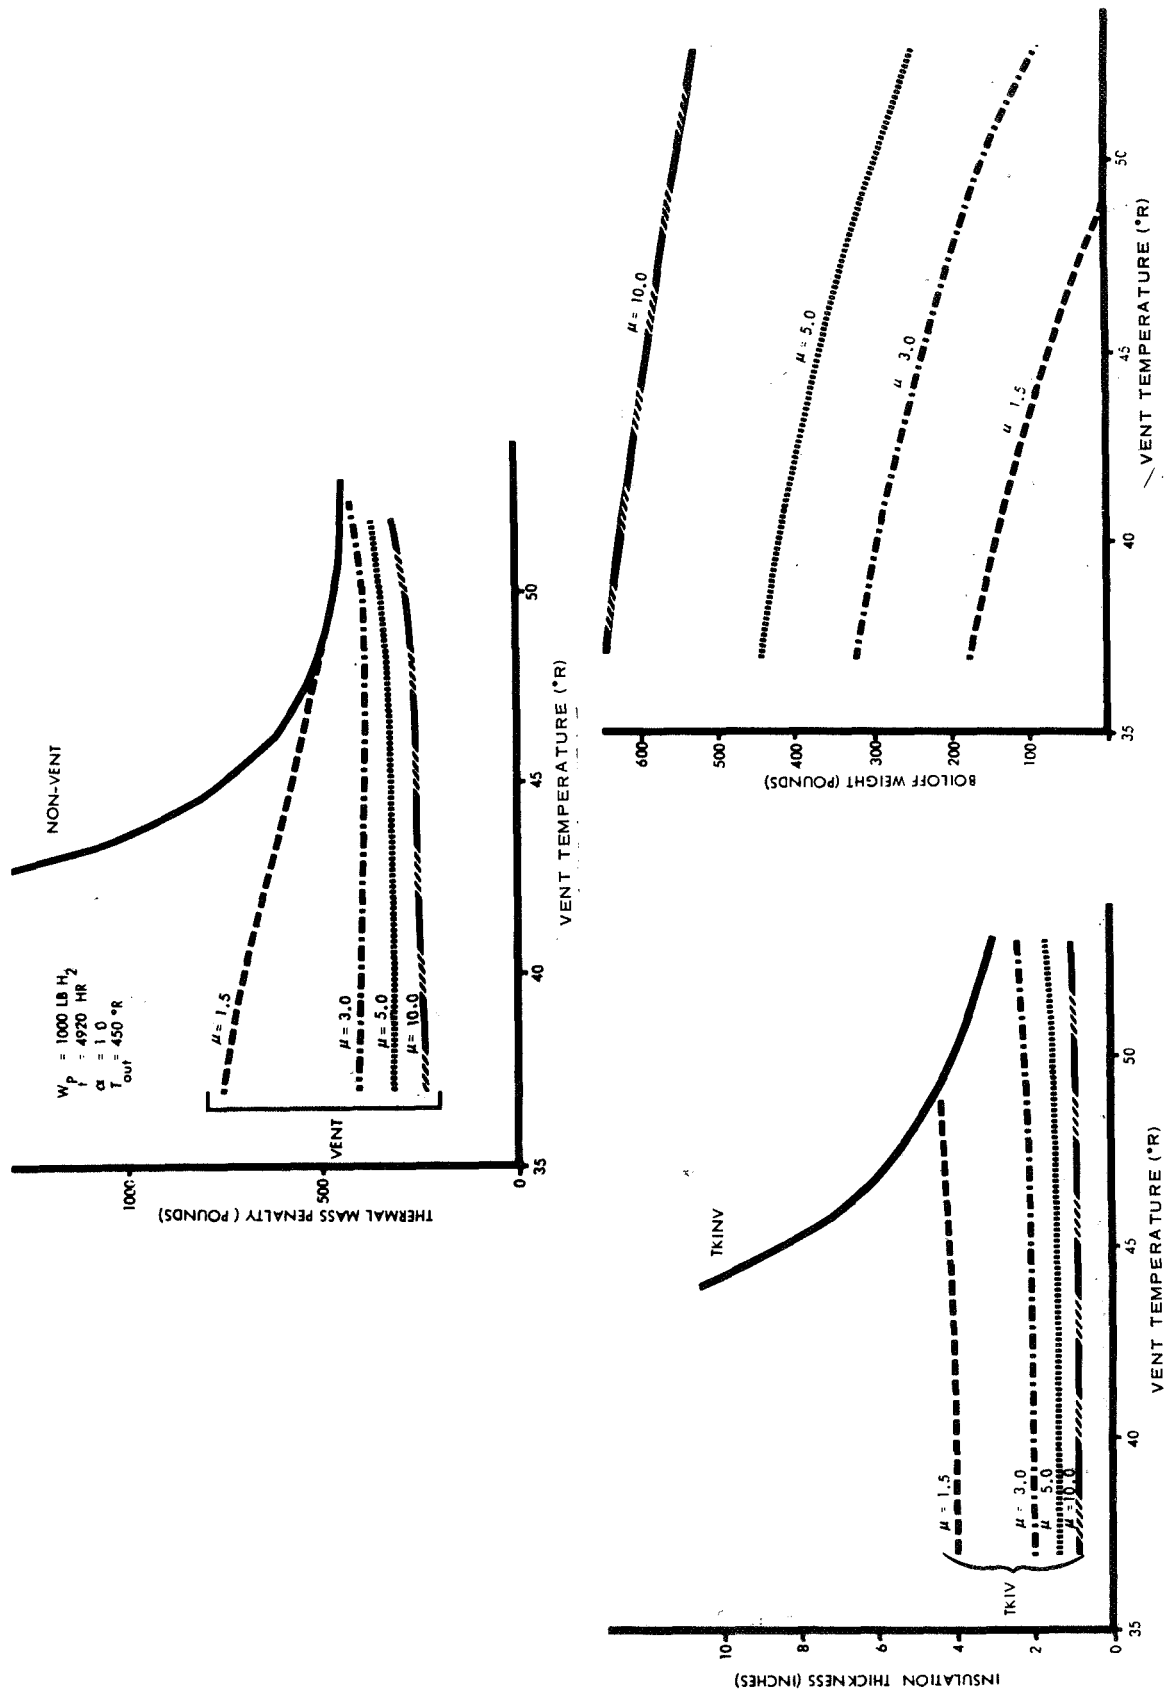 W_p = 1000 LB H_2
t = 4920 HR
α = 1 0
T_out = 450 °R
NON-VENT
μ = 1.5
μ = 3.0
μ = 5.0
μ = 10.0
VENT
1000
500
0
THERMAL MASS PENALTY ( POUNDS)
35
40
45
50
VENT TEMPERATURE (°R)
TKINV
μ = 1.5
μ = 3.0
μ 5.0
μ = 10.0
TKIV
10
8
6
4
2
0
INSULATION THICKNESS (INCHES)
35
40
45
50
VENT TEMPERATURE (°R)
μ = 10.0
μ = 5.0
μ 3.0
μ 1.5
600
500
400
300
200
100
BOILOFF WEIGHT (POUNDS)
35
40
45
50
VENT TEMPERATURE (°R)